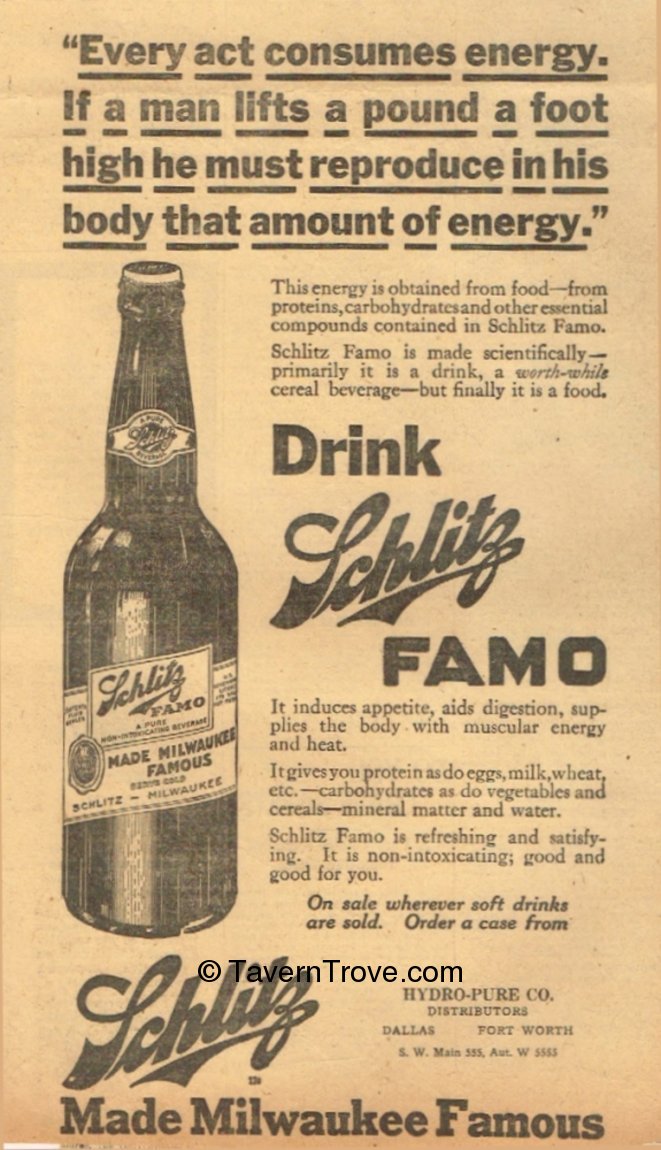 “Every act consumes energy.
If a man lifts a pound a foot
high he must reproduce in his
body that amount of energy.”
This energy is obtained from food—from
proteins, carbohydrates and other essential
compounds contained in Schlitz Famo.
Schlitz Famo is made scientifically—
primarily it is a drink, a worth-while
cereal beverage—but finally it is a food.
Drink
Schlitz
FAMO
A PURE
Schlitz
BEVERAGE
Schlitz
FAMO
A PURE
NON-INTOXICATING BEVERAGE
MADE MILWAUKEE
FAMOUS
SERVE COLD
SCHLITZ — MILWAUKEE
It induces appetite, aids digestion, sup-
plies the body with muscular energy
and heat.
It gives you protein as do eggs, milk, wheat,
etc.—carbohydrates as do vegetables and
cereals—mineral matter and water.
Schlitz Famo is refreshing and satisfy-
ing. It is non-intoxicating; good and
good for you.
On sale wherever soft drinks
are sold. Order a case from
© TavernTrove.com
Schlitz
HYDRO-PURE CO.
DISTRIBUTORS
DALLAS FORT WORTH
S. W. Main 555, Aut. W 5555
Made Milwaukee Famous